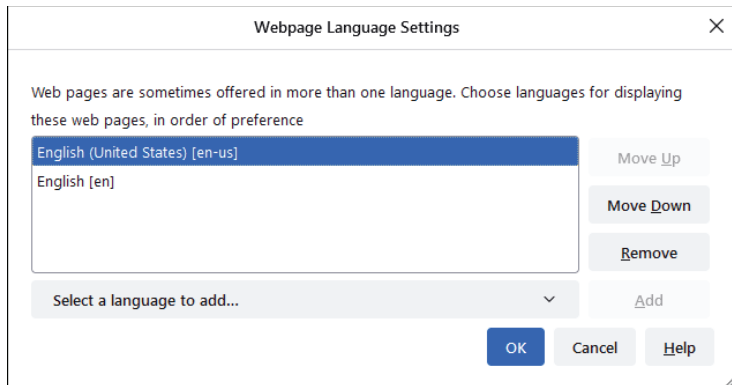 Webpage Language Settings
Web pages are sometimes offered in more than one language. Choose languages for displaying
these web pages, in order of preference
English (United States) [en-us]
English [en]
Move Up
Move Down
Remove
Select a language to add...
Add
OK
Cancel
Help